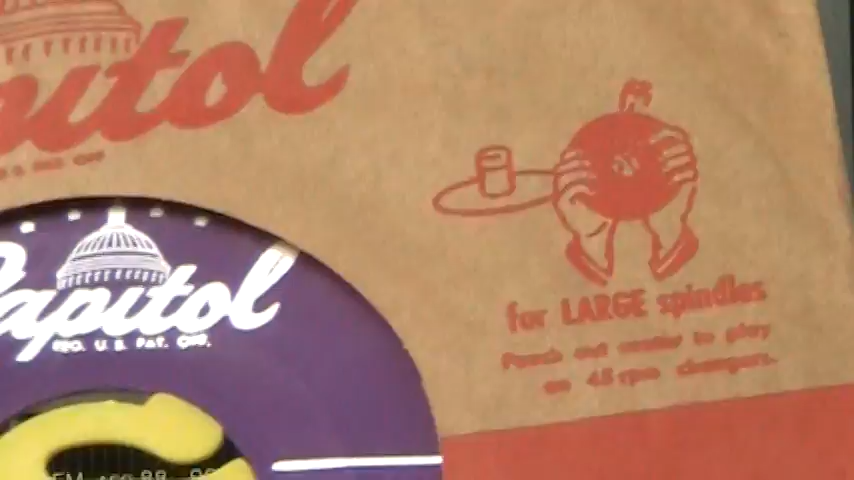 Capitol
for LARGE spindles
Punch out center to play
on 45 rpm changers.
Capitol
REG. U. S. PAT. OFF.